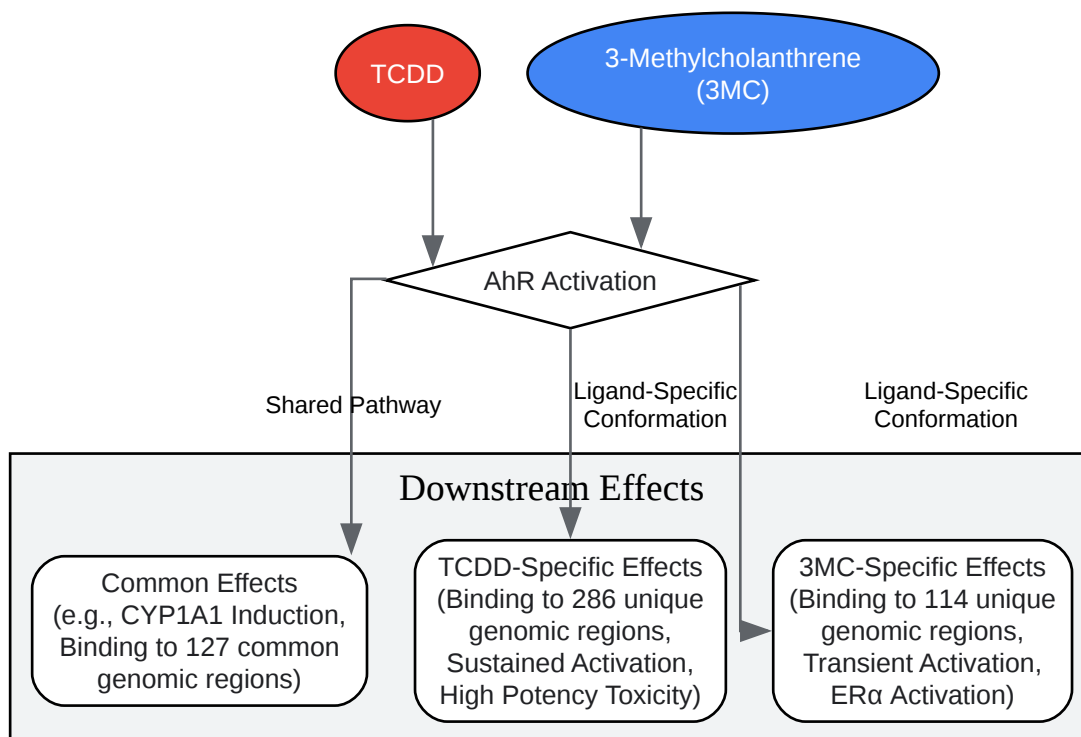 TCDD
3-Methylcholanthrene
(3MC)
AhR Activation
Shared Pathway
Ligand-Specific
Conformation
Ligand-Specific
Conformation
Downstream Effects
Common Effects
(e.g., CYP1A1 Induction,
Binding to 127 common
genomic regions)
TCDD-Specific Effects
(Binding to 286 unique
genomic regions,
Sustained Activation,
High Potency Toxicity)
3MC-Specific Effects
(Binding to 114 unique
genomic regions,
Transient Activation,
ERα Activation)